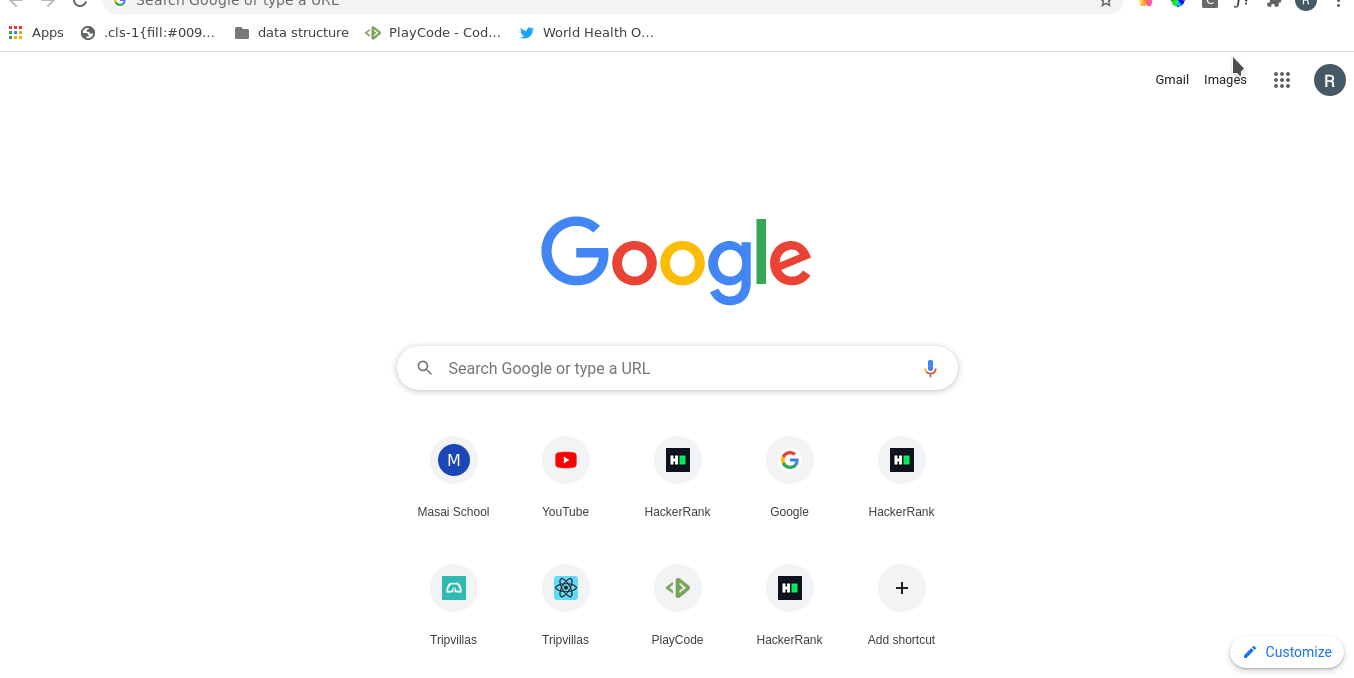 Search Google or type a URL
Apps .cls-1{fill:#009... data structure PlayCode - Cod... World Health O...
Gmail Images R
Google
Search Google or type a URL
M
Masai School YouTube HackerRank Google HackerRank
Tripvillas Tripvillas PlayCode HackerRank Add shortcut
Customize